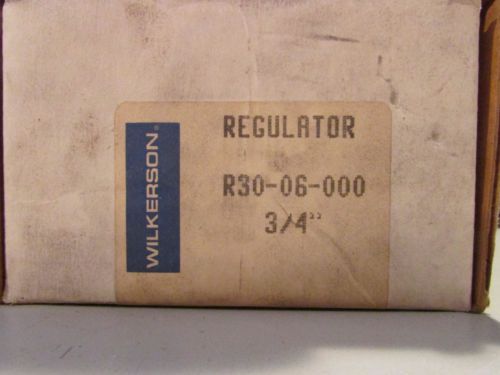 WILKERSON®
REGULATOR
R30-06-000
3/4"